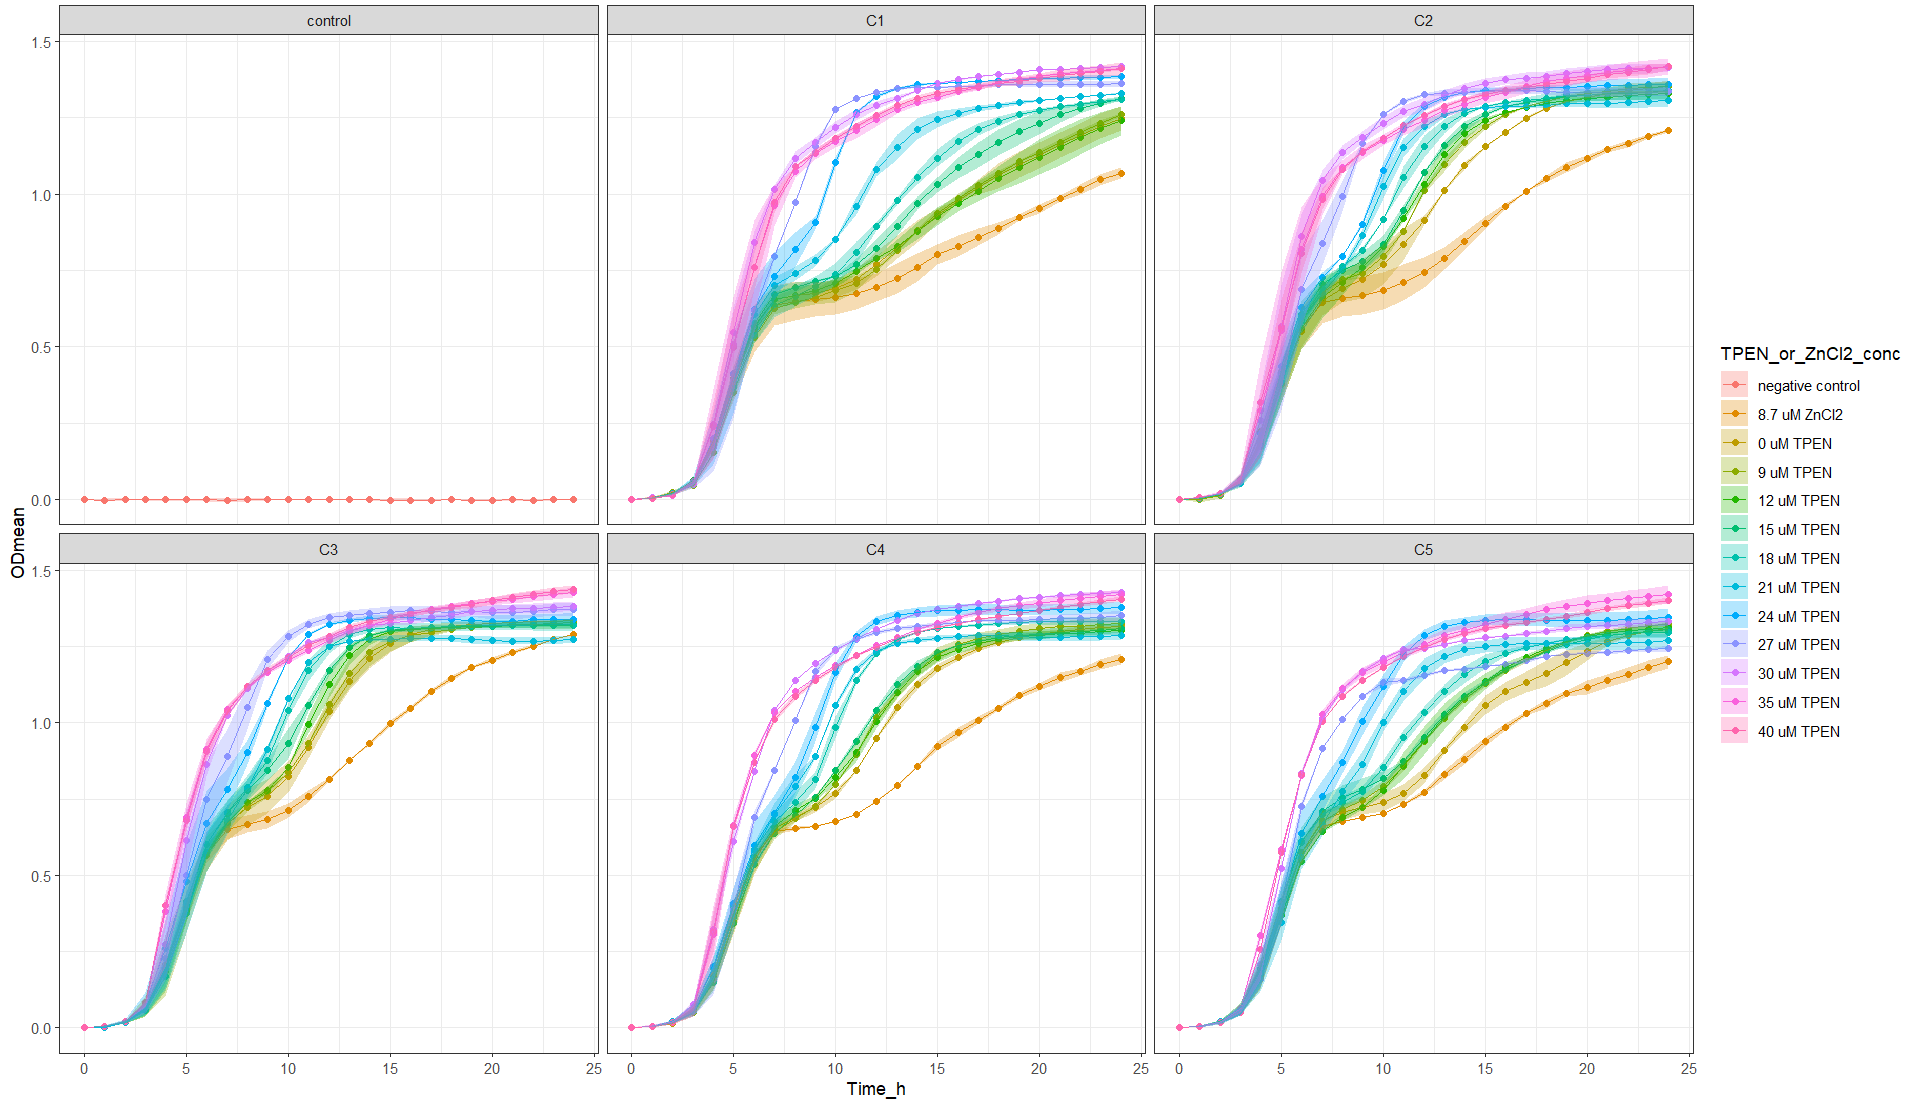 control
C1
C2
1.5
1.0
0.5
0.0
ODmean
C3
C4
C5
1.5
1.0
0.5
0.0
0
5
10
15
20
25
0
5
10
15
20
25
0
5
10
15
20
25
Time_h
TPEN_or_ZnCl2_conc
negative control
8.7 uM ZnCl2
0 uM TPEN
9 uM TPEN
12 uM TPEN
15 uM TPEN
18 uM TPEN
21 uM TPEN
24 uM TPEN
27 uM TPEN
30 uM TPEN
35 uM TPEN
40 uM TPEN